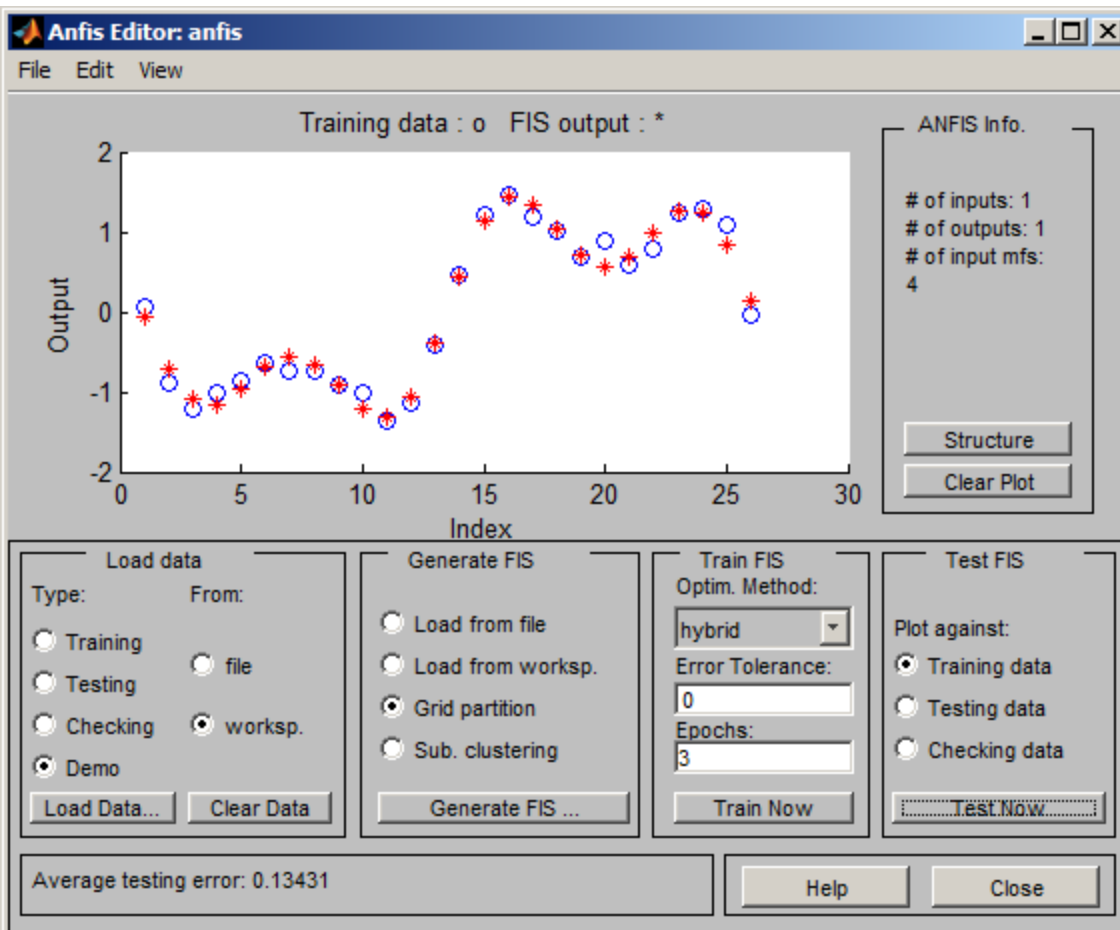 Anfis Editor: anfis
File Edit View
Training data : o FIS output : *
Output
2
1
0
-1
-2
0 5 10 15 20 25 30
Index
ANFIS Info.
# of inputs: 1
# of outputs: 1
# of input mfs:
4
Structure
Clear Plot
Load data
Type: From:
Training
file
Testing
Checking
worksp.
Demo
Load Data... Clear Data
Generate FIS
Load from file
Load from worksp.
Grid partition
Sub. clustering
Generate FIS ...
Train FIS
Optim. Method:
hybrid
Error Tolerance:
0
Epochs:
3
Train Now
Test FIS
Plot against:
Training data
Testing data
Checking data
Test Now
Average testing error: 0.13431
Help Close